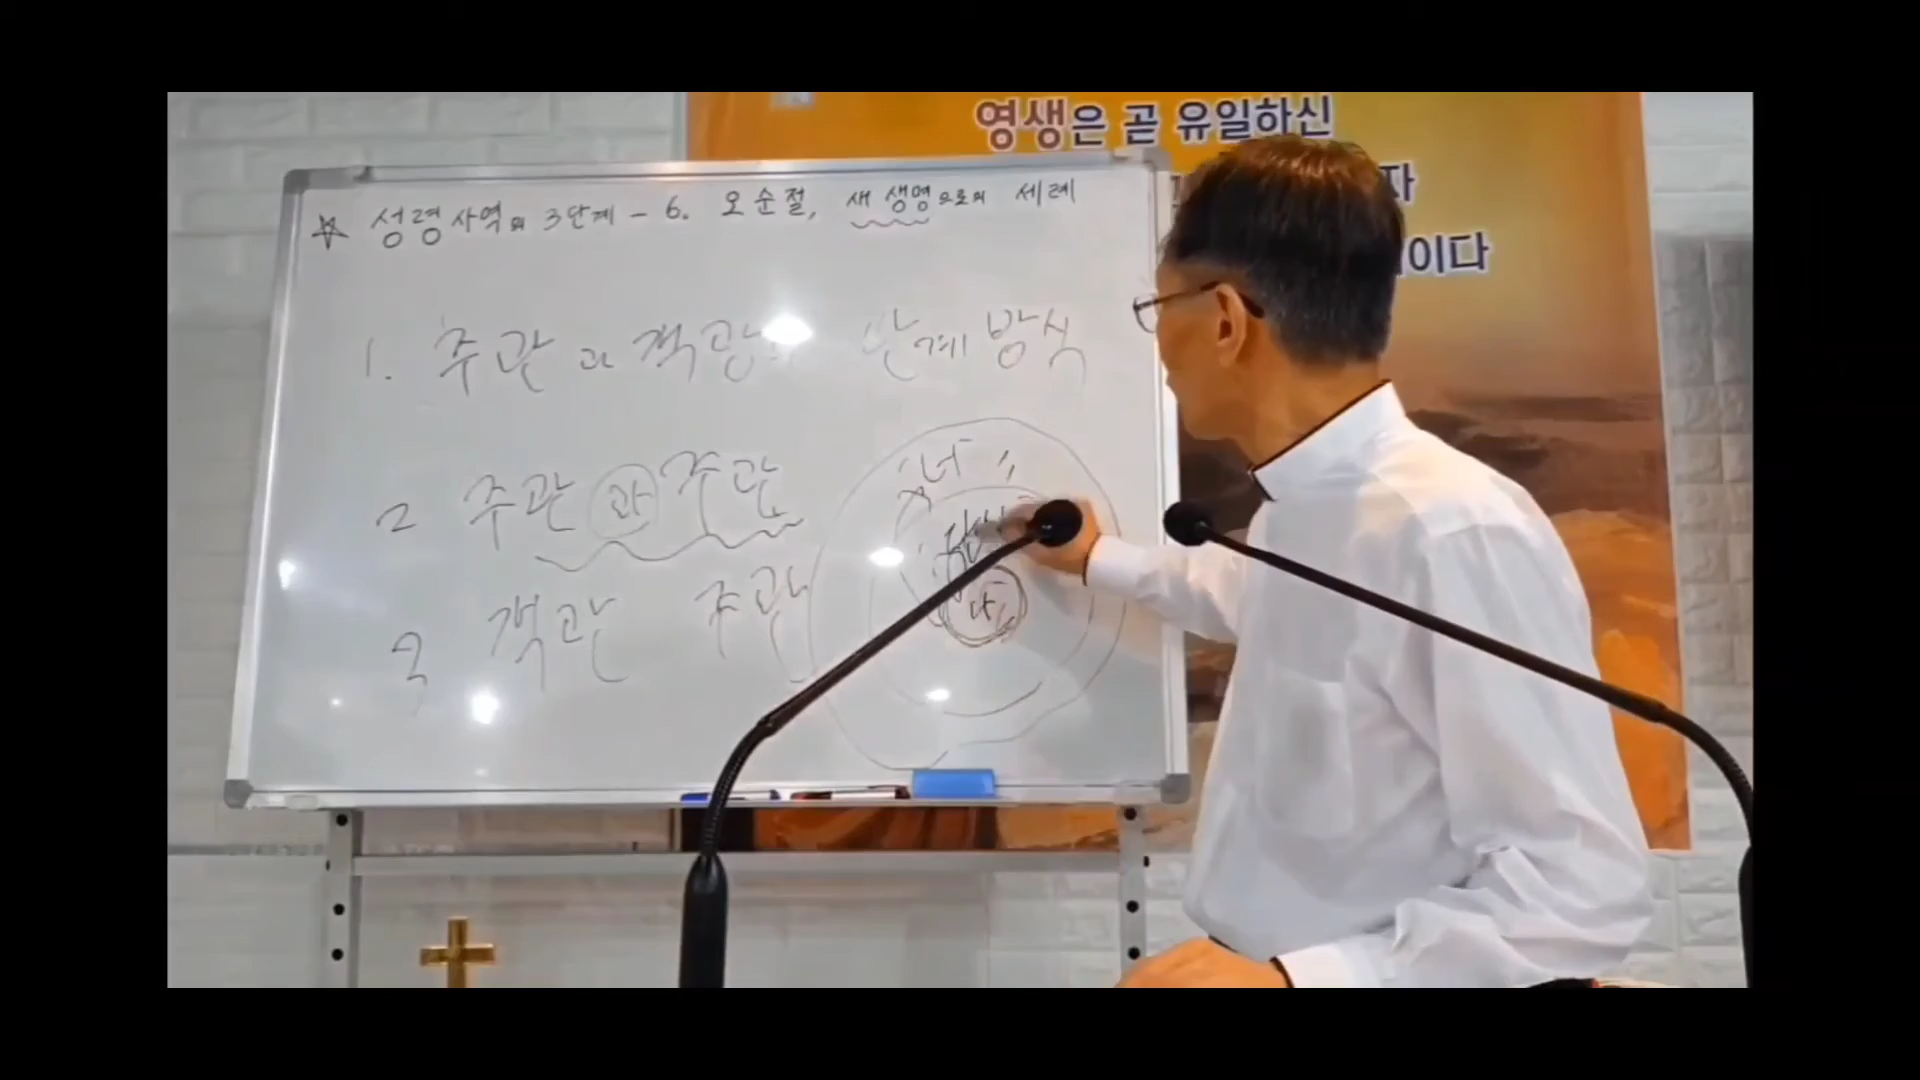 영생은 곧 유일하신
자
이다
☆ 성령사역의 3단계 - 6. 오순절, 새 생명으로의 세례
1. 주관과 객관 관계 방식
2 주관 과 주관
3 객관 주관
"너"
나